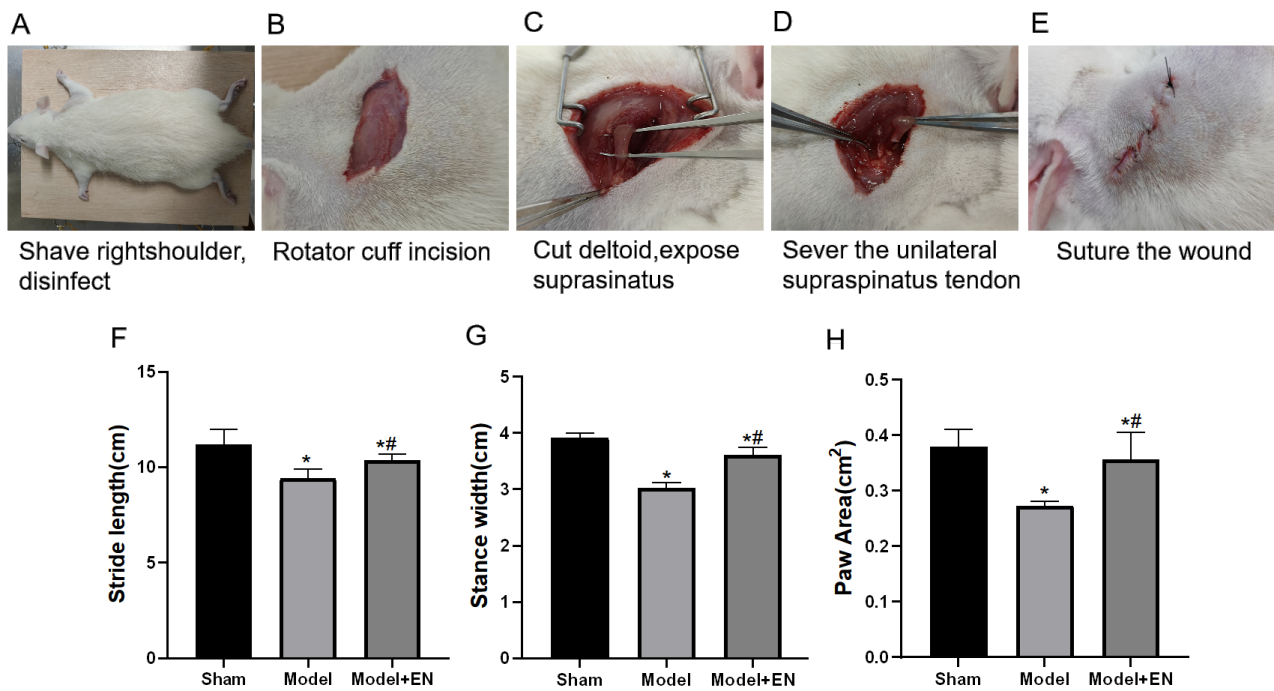 A
B
C
D
E
Shave rightshoulder,
disinfect
Rotator cuff incision
Cut deltoid,expose
suprasinatus
Sever the unilateral
supraspinatus tendon
Suture the wound
F
Stride length(cm)
15
10
5
0
*
*#
Sham
Model
Model+EN
G
Stance width(cm)
5
4
3
2
1
0
*
*#
Sham
Model
Model+EN
H
Paw Area(cm²)
0.5
0.4
0.3
0.2
0.1
0.0
*
*#
Sham
Model
Model+EN